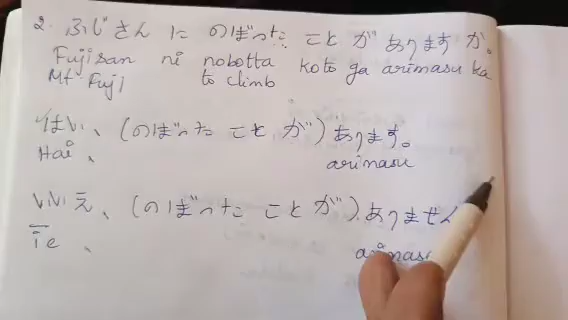 2. ふじさん に のぼった ことがありますか。
Fujisan ni nobotta koto ga arimasu ka
Mt Fuji to climb
はい、(のぼった ことが)あります。
Hai, arimasu
いいえ、(のぼった ことが).ありません
īe,